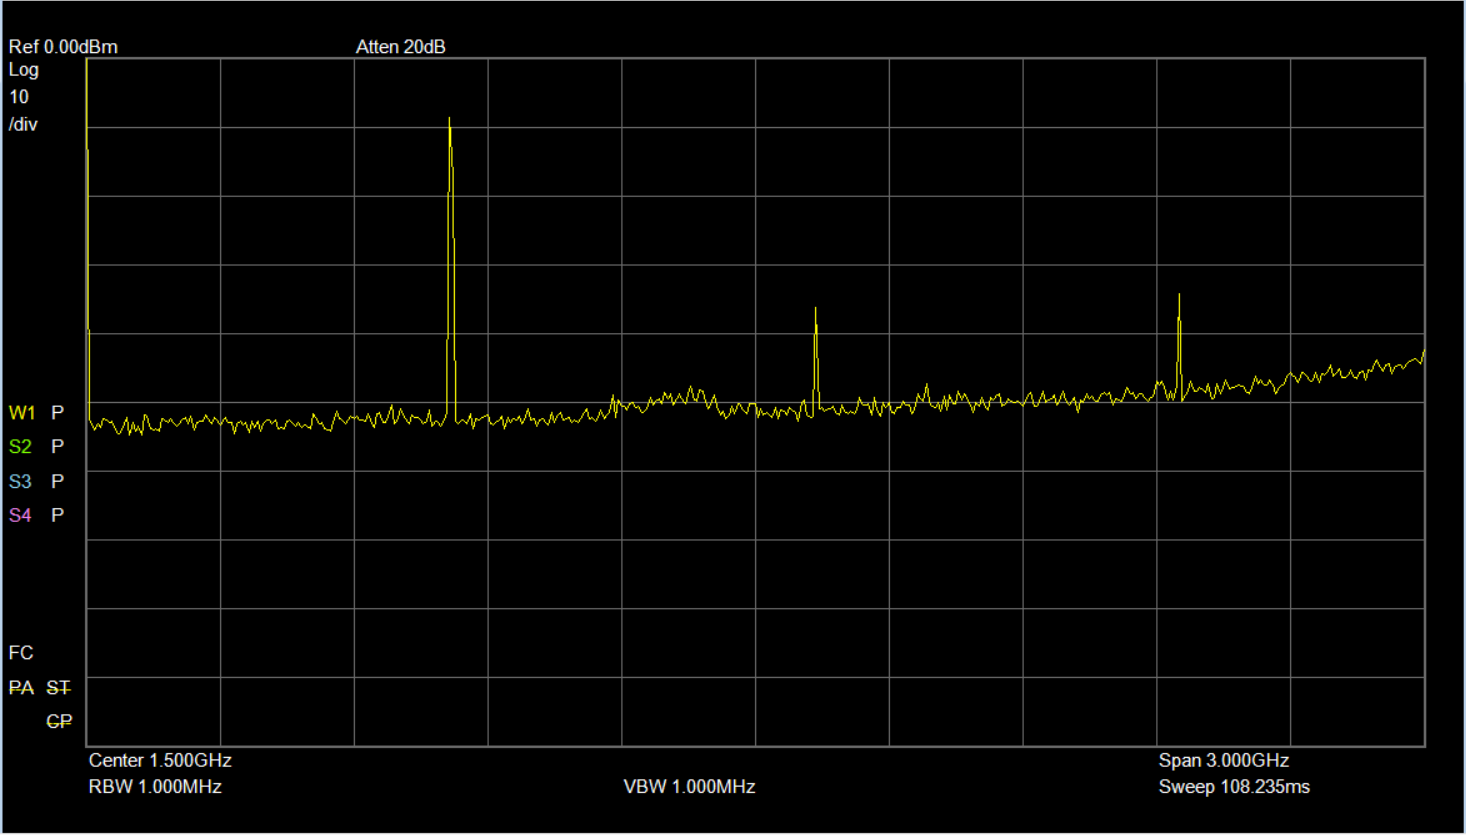 Ref 0.00dBm Atten 20dB
Log
10
/div
W1 P
S2 P
S3 P
S4 P
FC
PA ST
CP
Center 1.500GHz Span 3.000GHz
RBW 1.000MHz VBW 1.000MHz Sweep 108.235ms